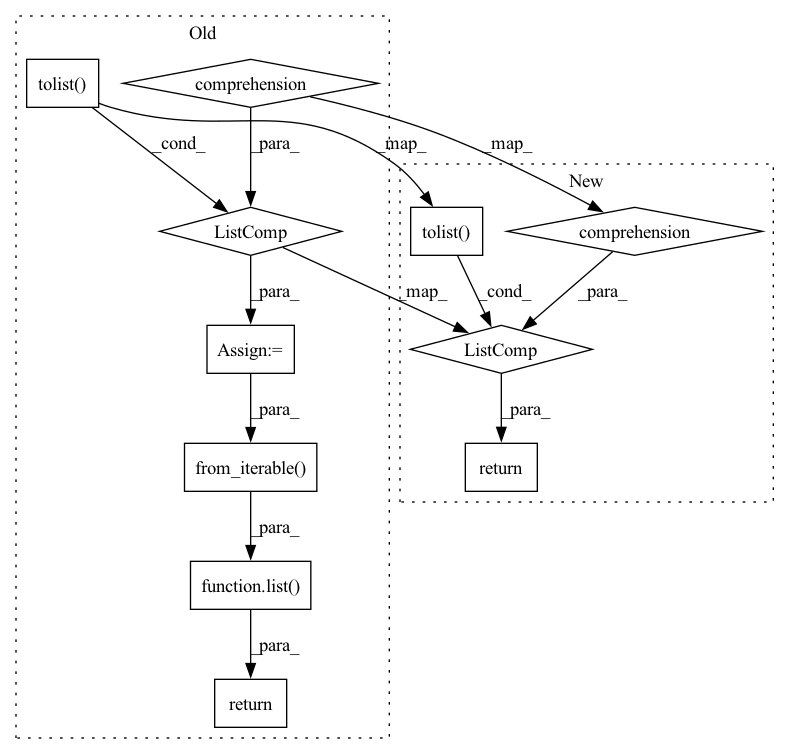 Old
tolist()
comprehension
_cond_
_para_
_map_
_map_
New
ListComp
tolist()
comprehension
_para_
_map_
_cond_
_para_
Assign:=
ListComp
_para_
_para_
from_iterable()
return
_para_
function.list()
_para_
return